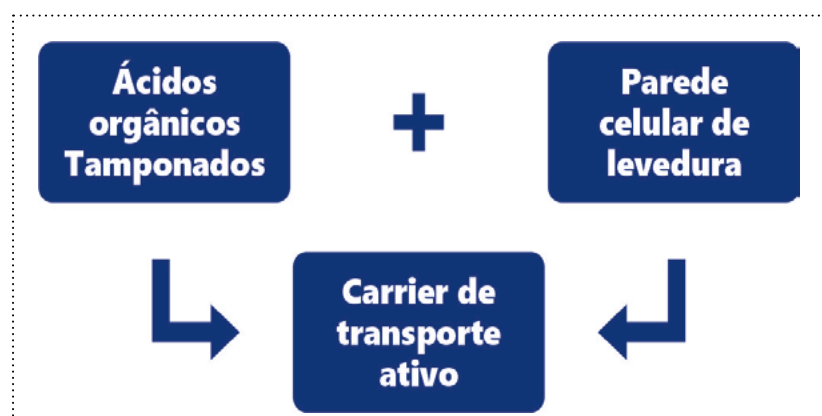 Ácidos
orgânicos
Tamponados
+
Parede
celular de
levedura
Carrier de
transporte
ativo